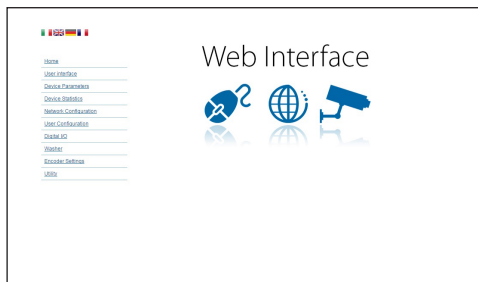 Web Interface
Home
User interface
Device Parameters
Device Statistics
Network Configuration
User Configuration
Digital I/O
Washer
Encoder Settings
Utility